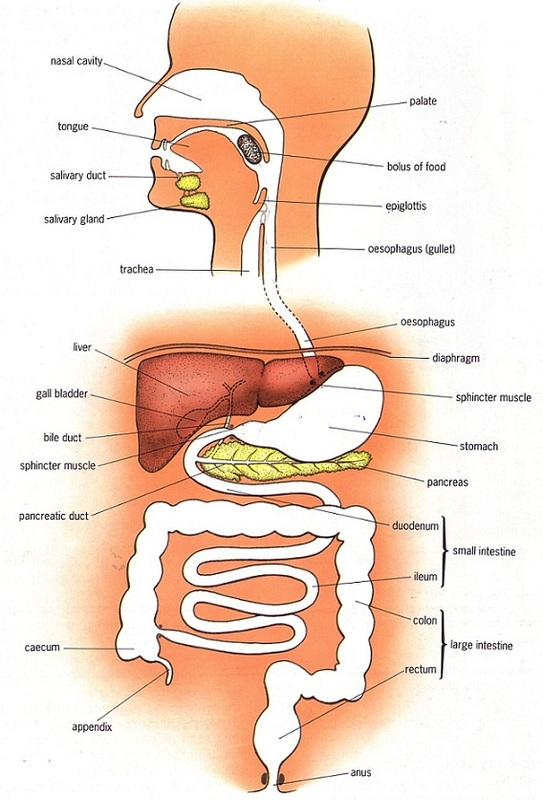 nasal cavity
palate
tongue
bolus of food
salivary duct
epiglottis
salivary gland
oesophagus (gullet)
trachea
oesophagus
liver
diaphragm
gall bladder
sphincter muscle
bile duct
stomach
sphincter muscle
pancreas
pancreatic duct
duodenum
small intestine
ileum
colon
caecum
large intestine
rectum
appendix
anus